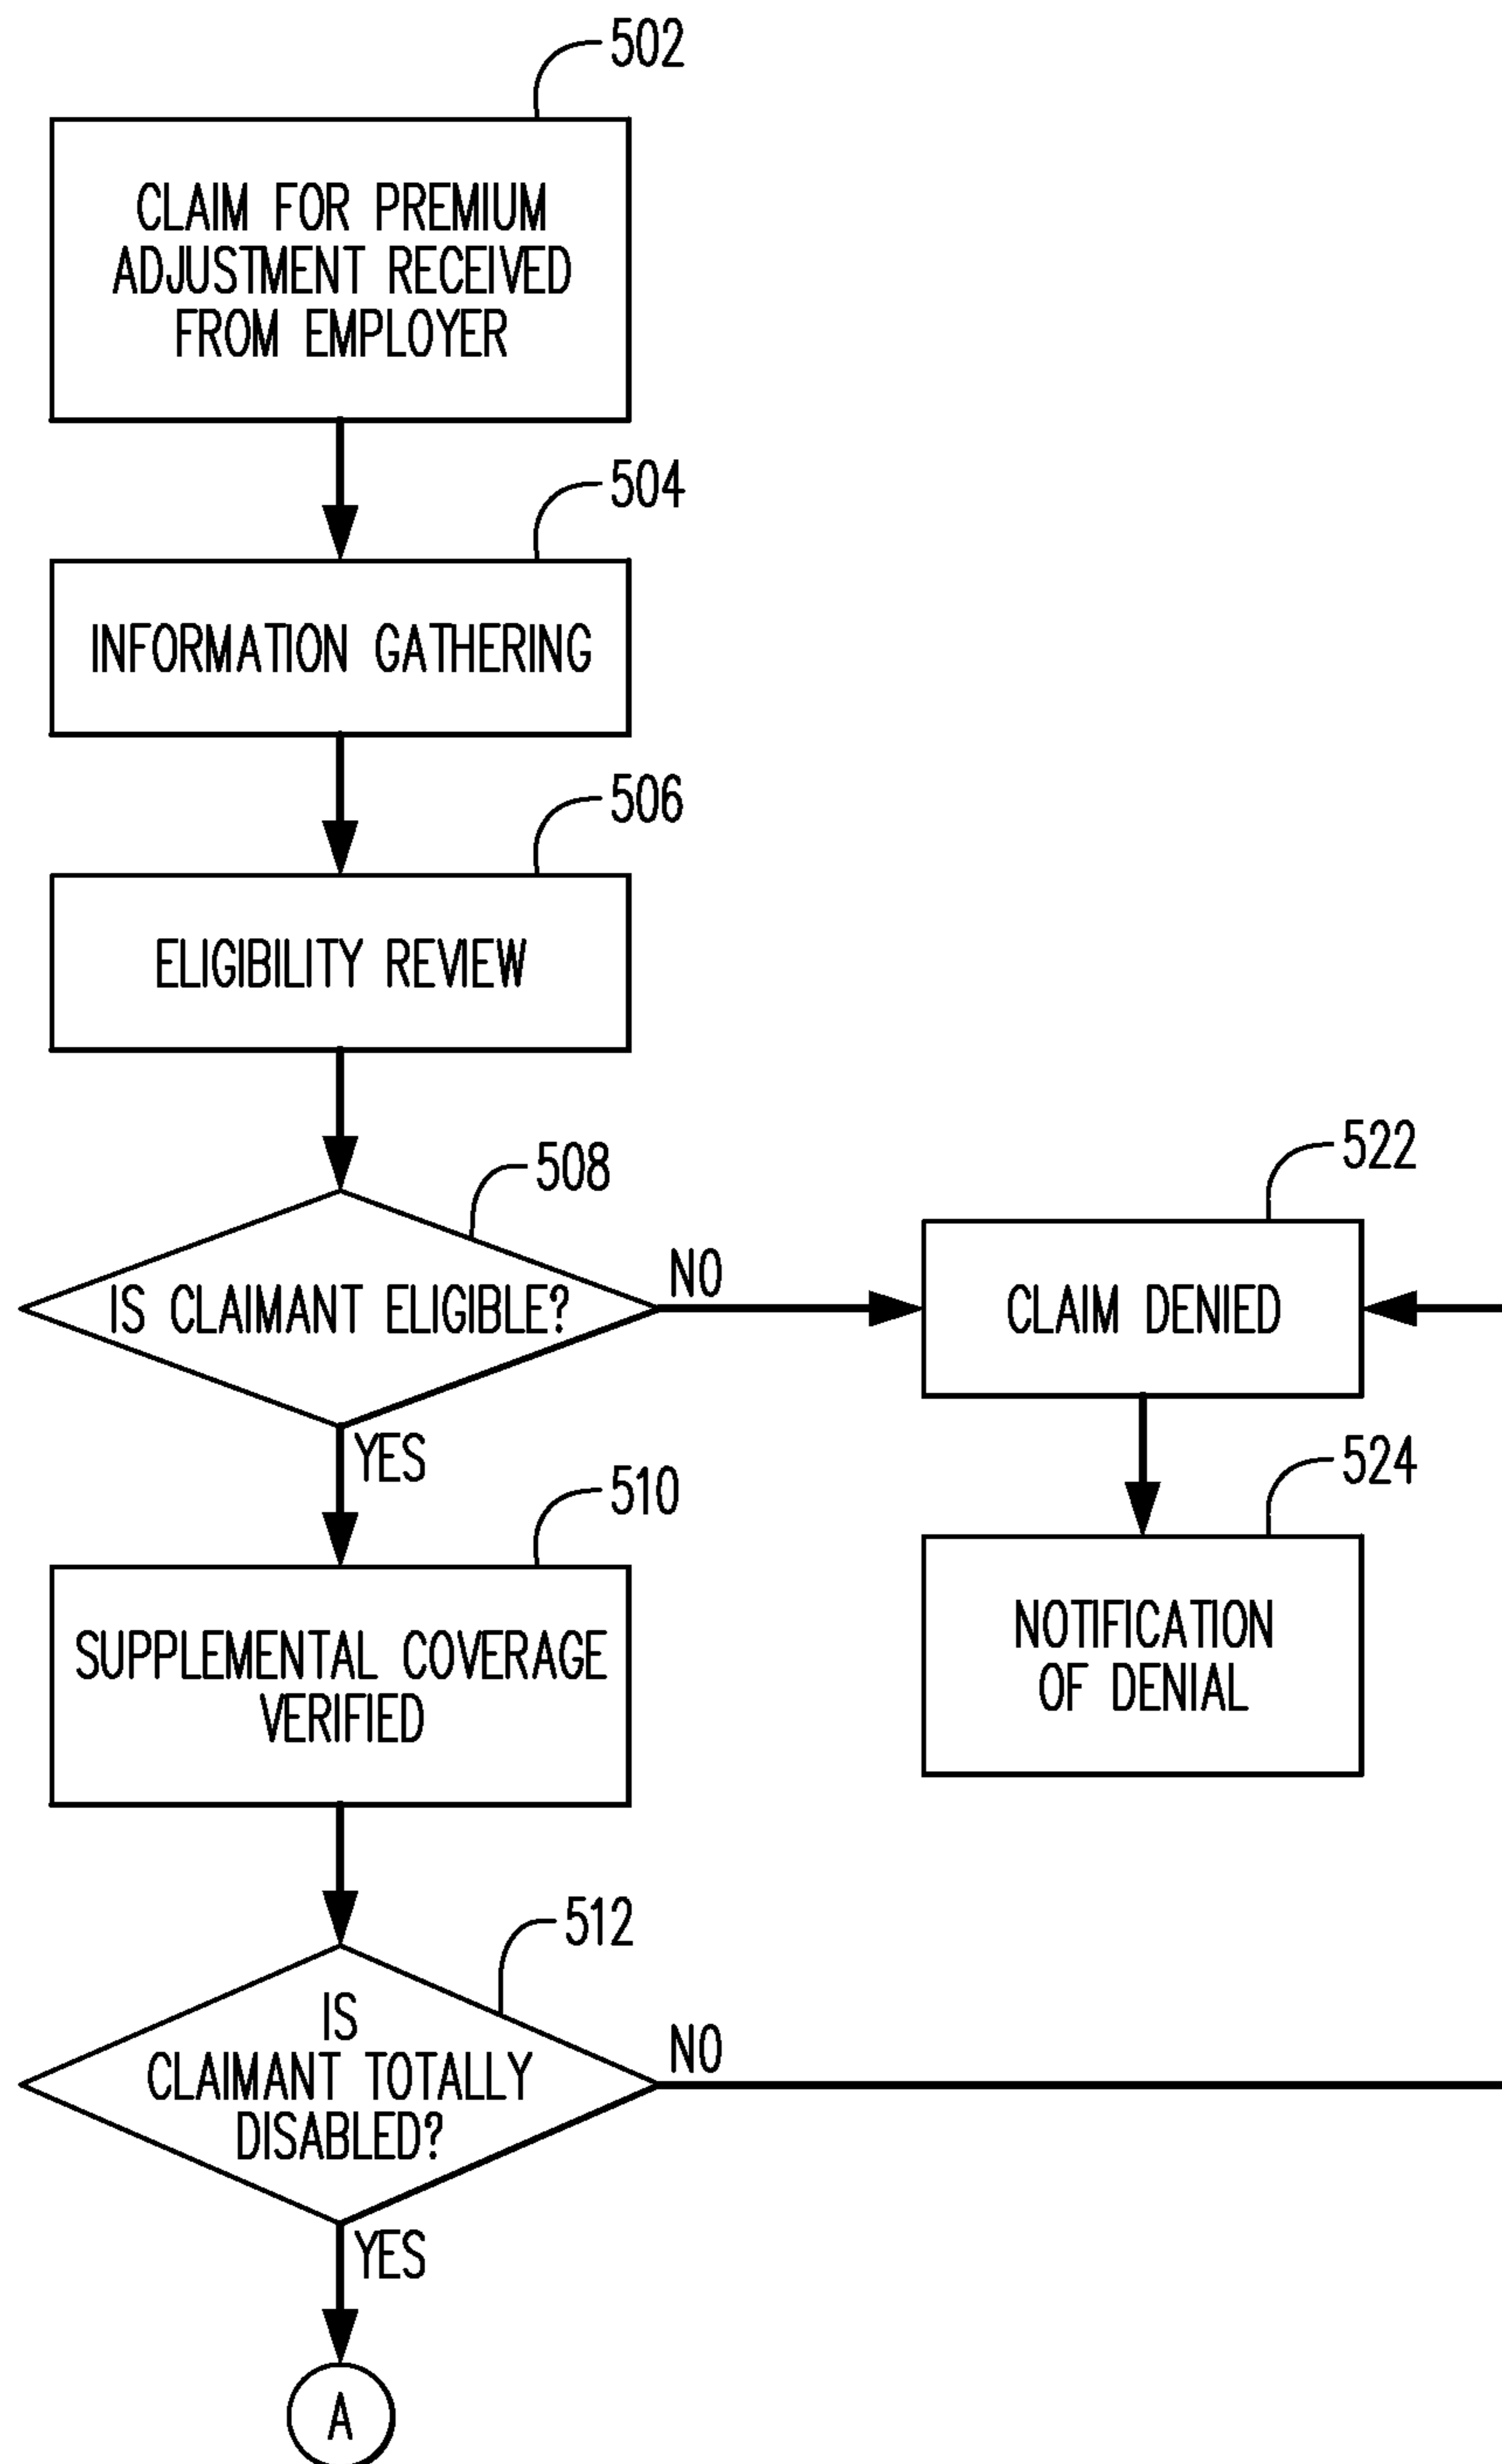 502
CLAIM FOR PREMIUM
ADJUSTMENT RECEIVED
FROM EMPLOYER
504
INFORMATION GATHERING
506
ELIGIBILITY REVIEW
508
IS CLAIMANT ELIGIBLE?
NO
YES
522
CLAIM DENIED
524
NOTIFICATION
OF DENIAL
510
SUPPLEMENTAL COVERAGE
VERIFIED
512
IS
CLAIMANT TOTALLY
DISABLED?
NO
YES
A